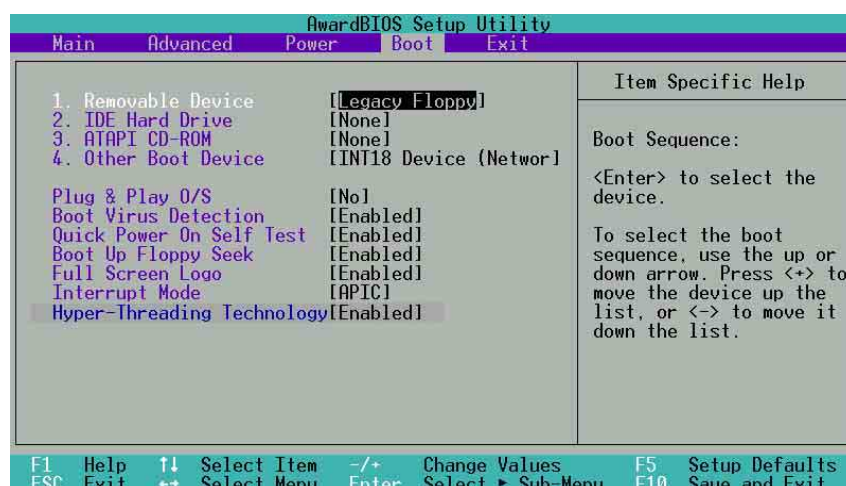 AwardBIOS Setup Utility
Main Advanced Power Boot Exit
1. Removable Device [Legacy Floppy]
2. IDE Hard Drive [None]
3. ATAPI CD-ROM [None]
4. Other Boot Device [INT18 Device (Networ]
Plug & Play O/S [No]
Boot Virus Detection [Enabled]
Quick Power On Self Test [Enabled]
Boot Up Floppy Seek [Enabled]
Full Screen Logo [Enabled]
Interrupt Mode [APIC]
Hyper-Threading Technology[Enabled]
Item Specific Help
Boot Sequence:
<Enter> to select the
device.
To select the boot
sequence, use the up or
down arrow. Press <+> to
move the device up the
list, or <-> to move it
down the list.
F1 Help ↑↓ Select Item -/+ Change Values F5 Setup Defaults
ESC Exit ←→ Select Menu Enter Select ► Sub-Menu F10 Save and Exit